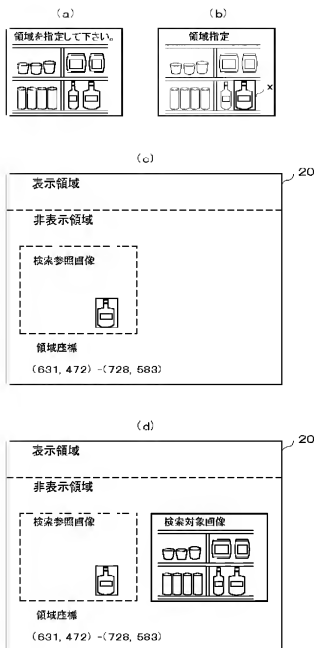 (a)
領域を指定して下さい。
(b)
領域指定
x
(c)
20
表示領域
非表示領域
検索参照画像
領域座標
(631, 472) -(728, 583)
(d)
20
表示領域
非表示領域
検索参照画像
検索対象画像
領域座標
(631, 472) -(728, 583)